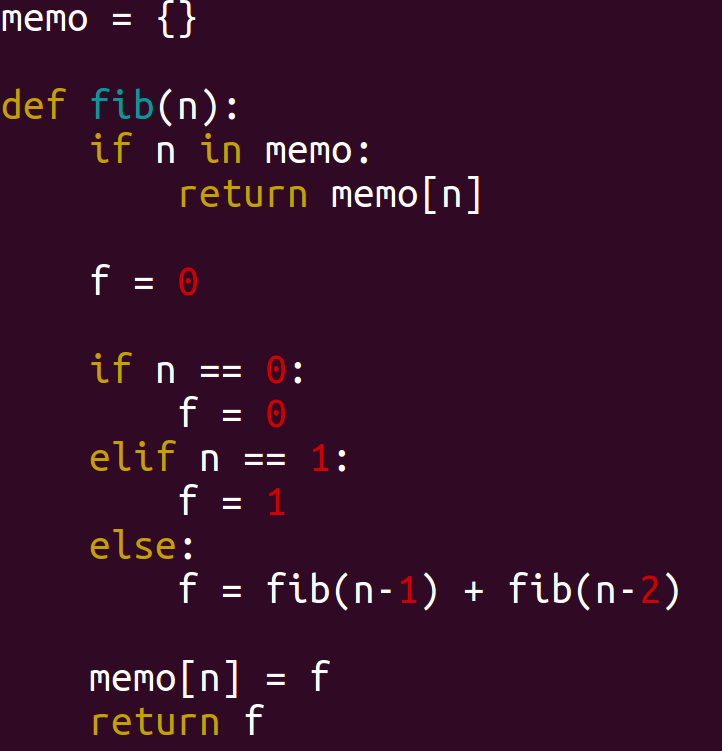 memo = {}
def fib(n):
    if n in memo:
        return memo[n]
    f = 0
    if n == 0:
        f = 0
    elif n == 1:
        f = 1
    else:
        f = fib(n-1) + fib(n-2)
    memo[n] = f
    return f